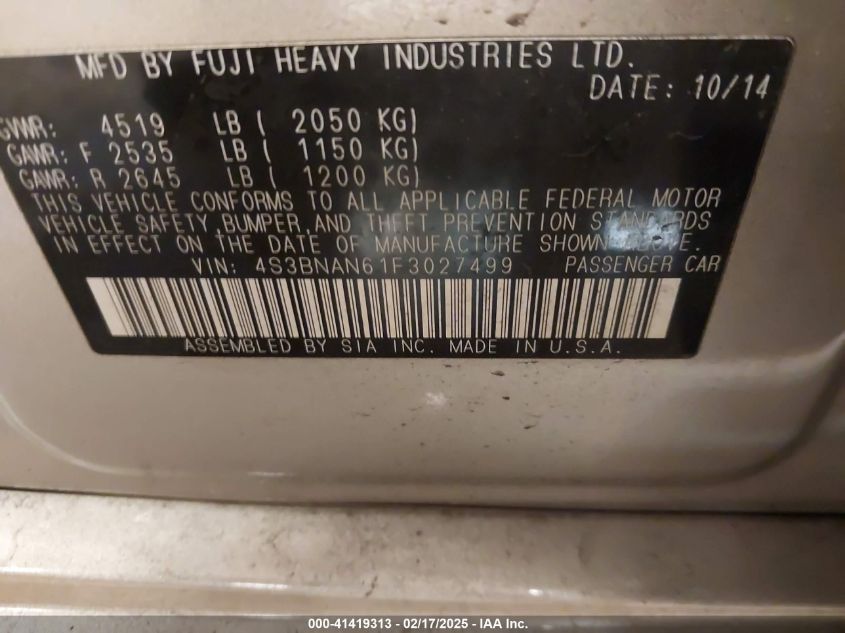 MFD BY FUJI HEAVY INDUSTRIES LTD.
DATE: 10/14
GVWR: 4519 LB ( 2050 KG)
GAWR: F 2535 LB ( 1150 KG)
GAWR: R 2645 LB ( 1200 KG)
THIS VEHICLE CONFORMS TO ALL APPLICABLE FEDERAL MOTOR
VEHICLE SAFETY,BUMPER,AND THEFT PREVENTION STANDARDS
IN EFFECT ON THE DATE OF MANUFACTURE SHOWN ABOVE.
VIN: 4S3BNAN61F3027499 PASSENGER CAR
ASSEMBLED BY SIA INC. MADE IN U.S.A.
000-41419313 - 02/17/2025 - IAA Inc.